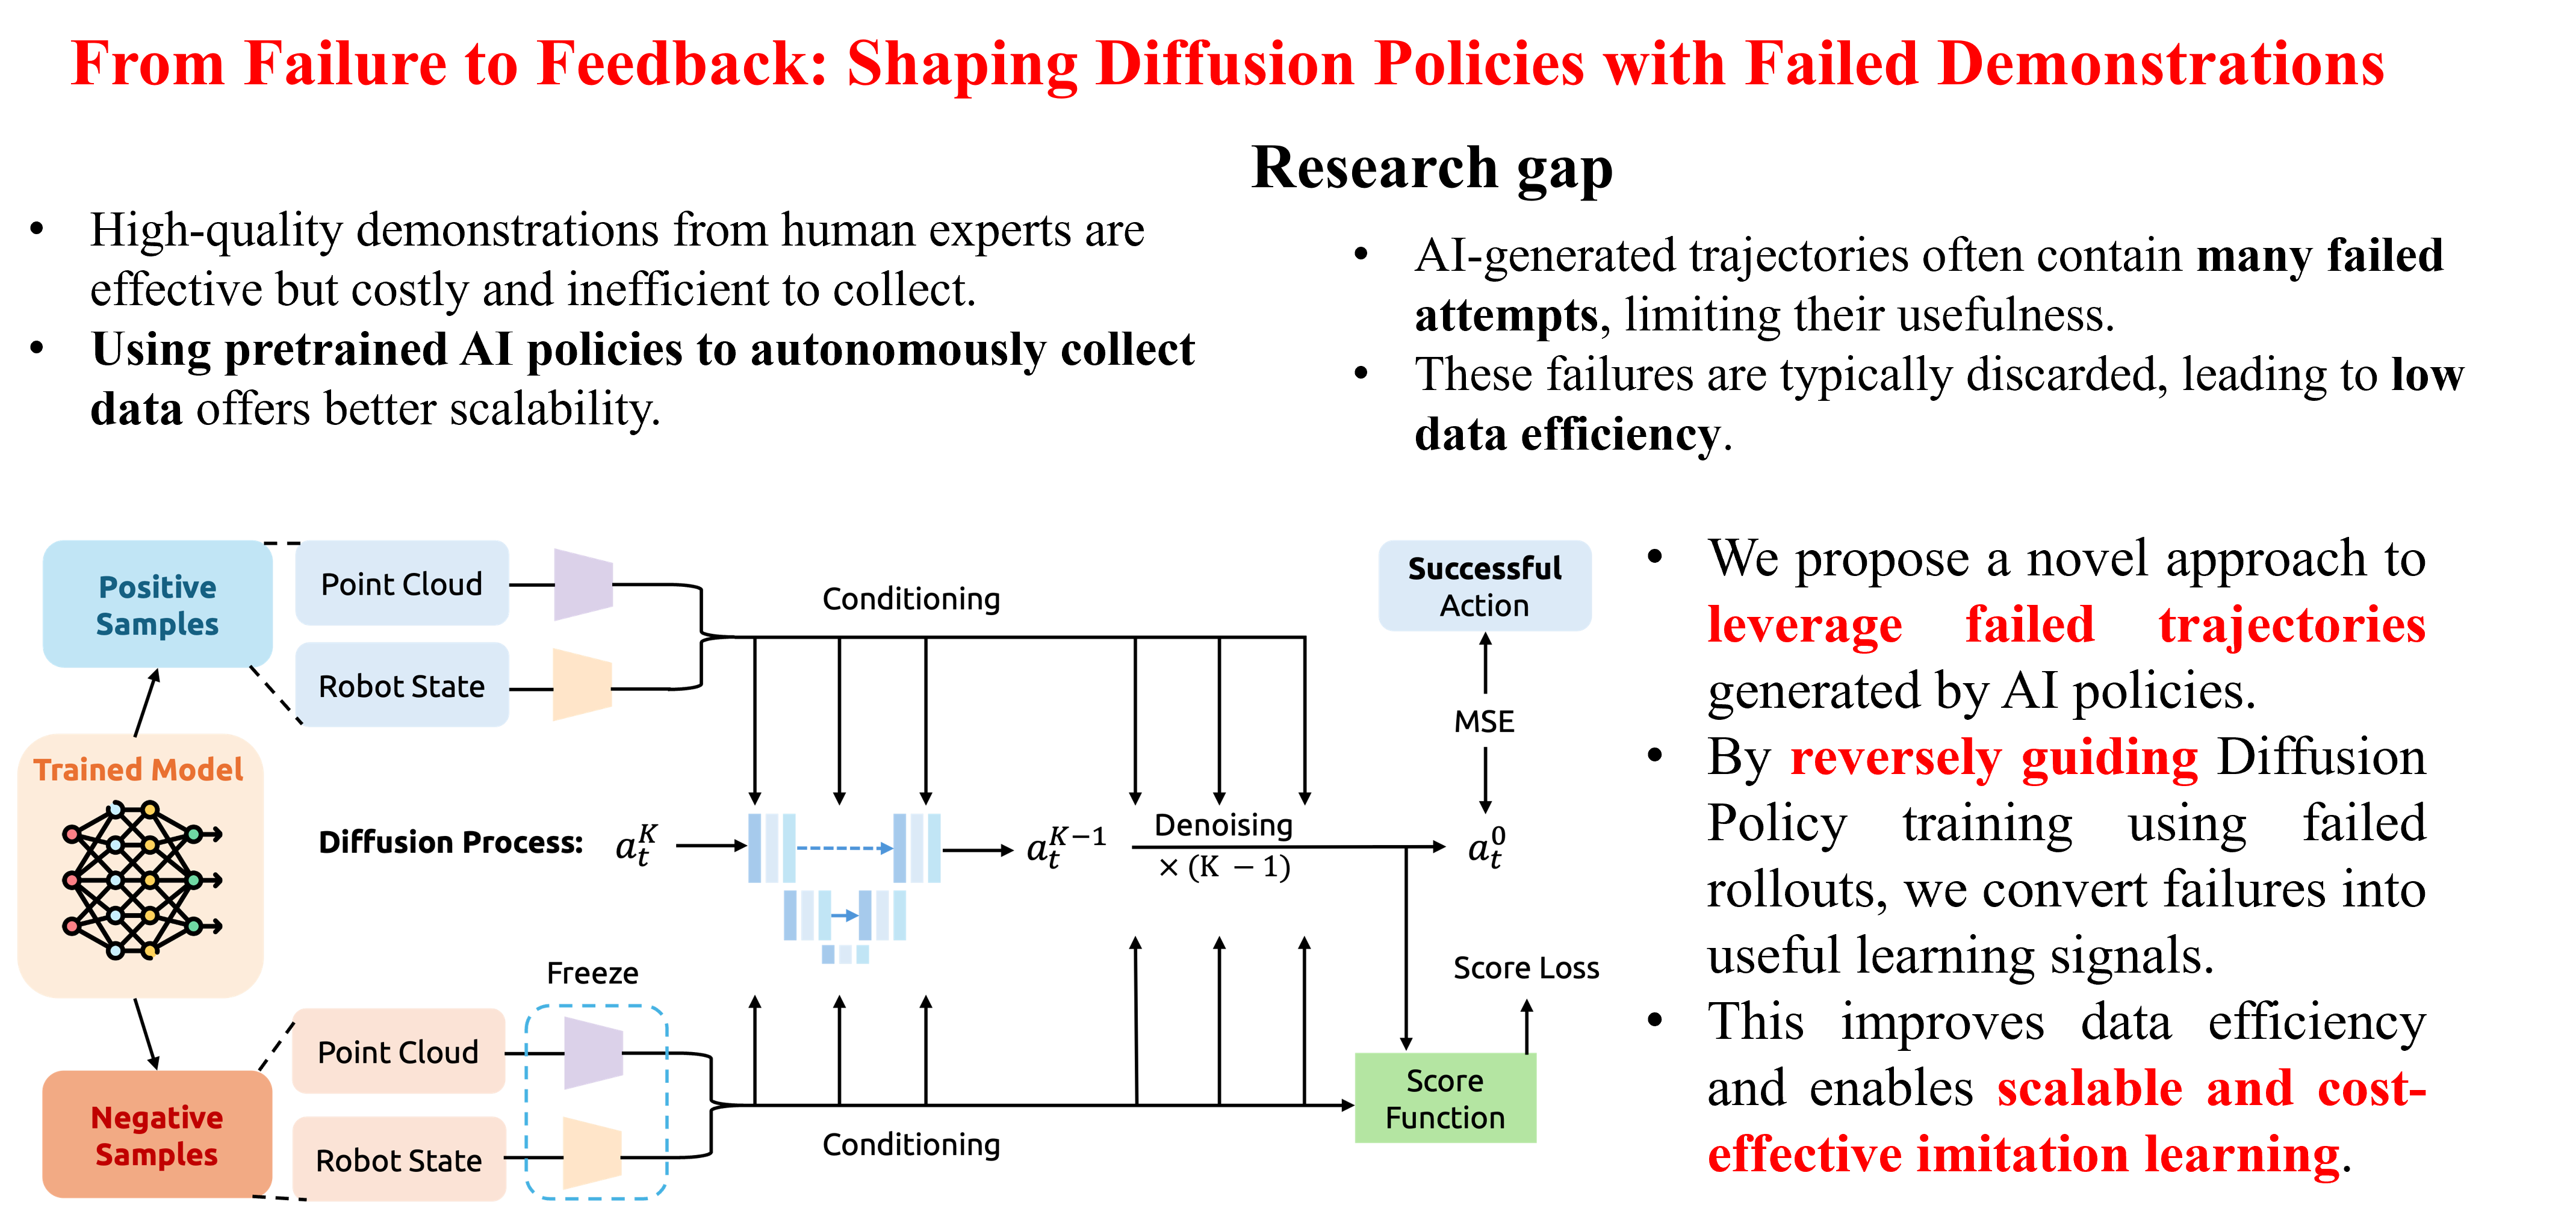 From Failure to Feedback: Shaping Diffusion Policies with Failed Demonstrations
Research gap
• High-quality demonstrations from human experts are
effective but costly and inefficient to collect.
• Using pretrained AI policies to autonomously collect
data offers better scalability.
• AI-generated trajectories often contain many failed
attempts, limiting their usefulness.
• These failures are typically discarded, leading to low
data efficiency.
Positive
Samples
Point Cloud
Robot State
Conditioning
Successful
Action
MSE
Trained Model
Diffusion Process:
a_t^K
a_t^{K−1}
Denoising
× (K − 1)
a_t^0
Freeze
Score Loss
Negative
Samples
Point Cloud
Robot State
Conditioning
Score
Function
• We propose a novel approach to
leverage failed trajectories
generated by AI policies.
• By reversely guiding Diffusion
Policy training using failed
rollouts, we convert failures into
useful learning signals.
• This improves data efficiency
and enables scalable and cost-
effective imitation learning.